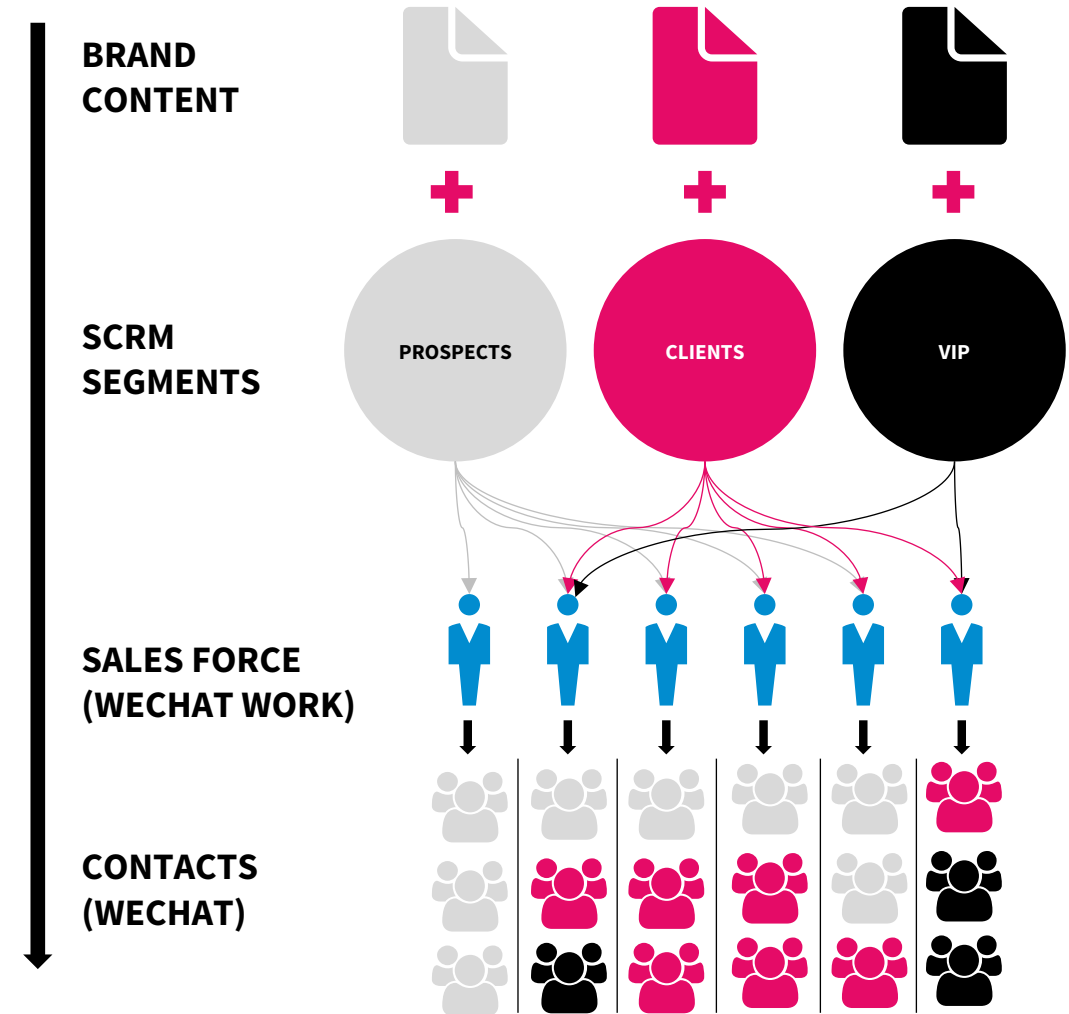 BRAND
CONTENT
SCRM
SEGMENTS
PROSPECTS
CLIENTS
VIP
SALES FORCE
(WECHAT WORK)
CONTACTS
(WECHAT)